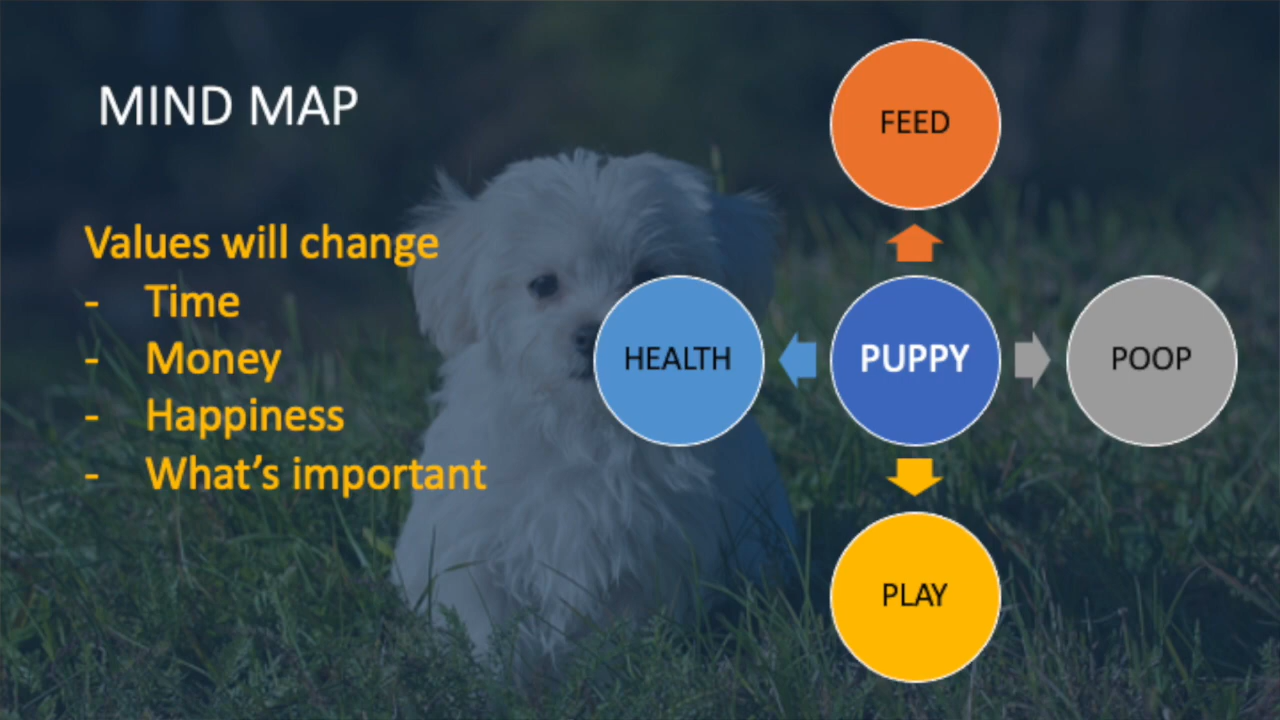 MIND MAP
Values will change
- Time
- Money
- Happiness
- What's important
FEED
HEALTH
PUPPY
POOP
PLAY